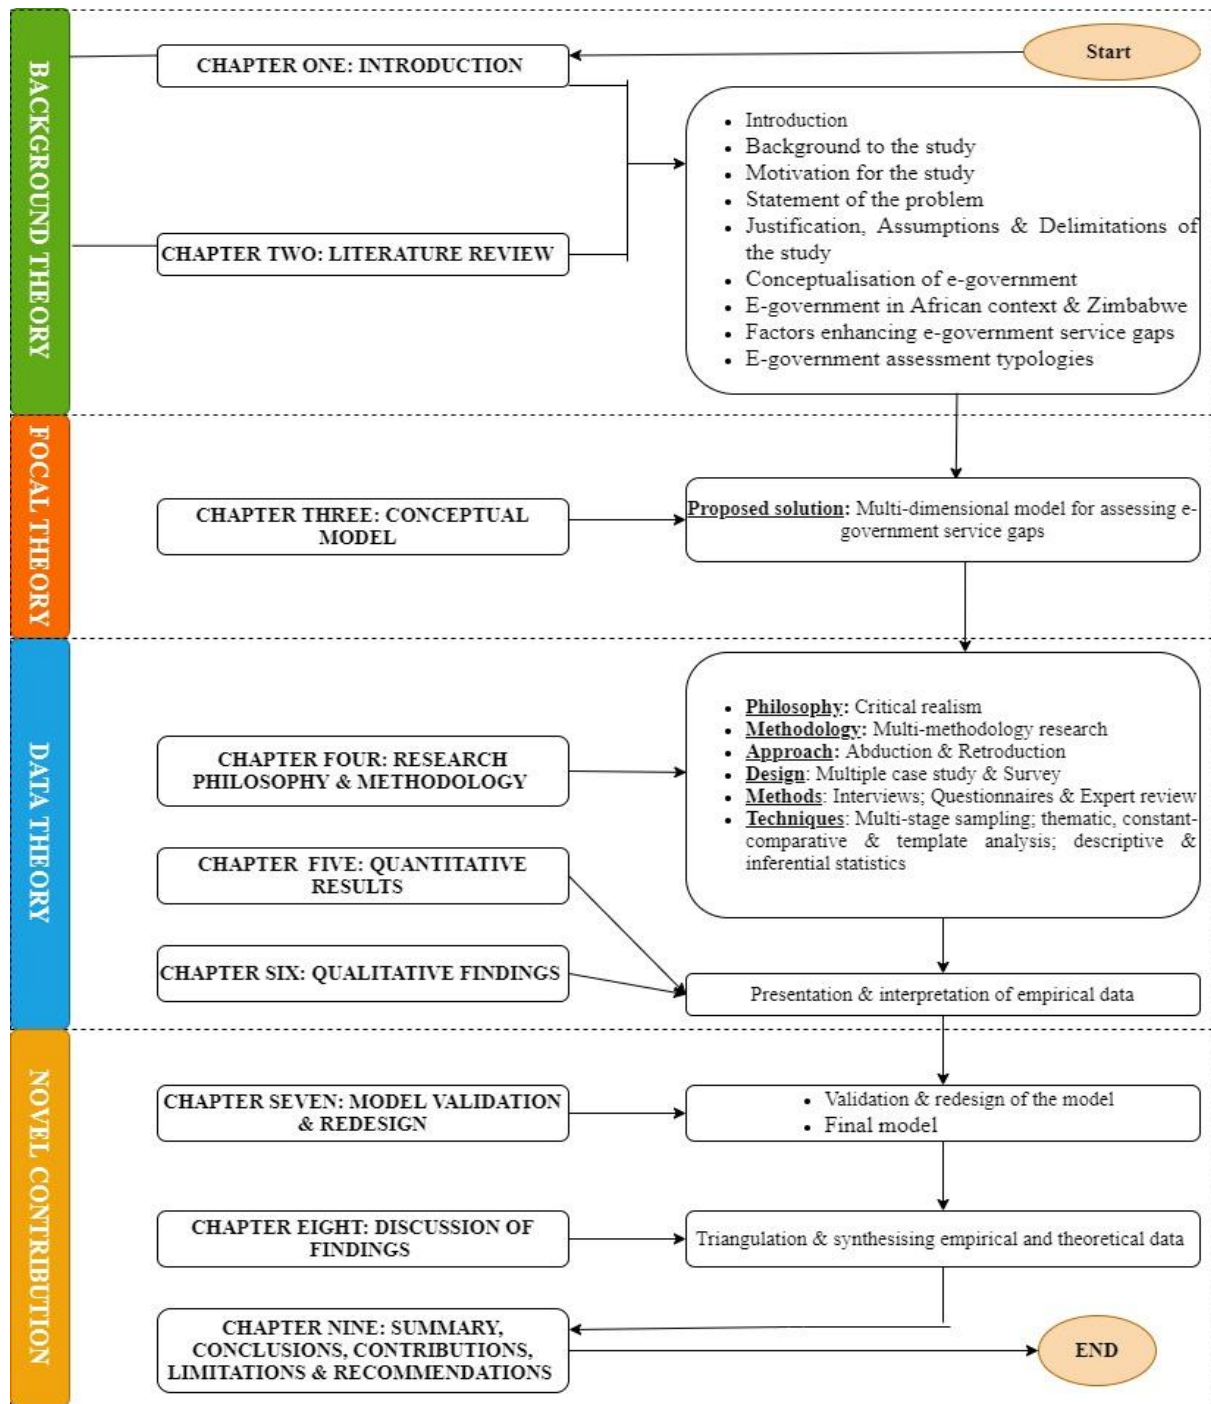 BACKGROUND THEORY
Start
CHAPTER ONE: INTRODUCTION
• Introduction
• Background to the study
• Motivation for the study
• Statement of the problem
• Justification, Assumptions & Delimitations of
the study
• Conceptualisation of e-government
• E-government in African context & Zimbabwe
• Factors enhancing e-government service gaps
• E-government assessment typologies
CHAPTER TWO: LITERATURE REVIEW
FOCAL THEORY
CHAPTER THREE: CONCEPTUAL
MODEL
Proposed solution: Multi-dimensional model for assessing e-
government service gaps
DATA THEORY
CHAPTER FOUR: RESEARCH
PHILOSOPHY & METHODOLOGY
• Philosophy: Critical realism
• Methodology: Multi-methodology research
• Approach: Abduction & Retroduction
• Design: Multiple case study & Survey
• Methods: Interviews; Questionnaires & Expert review
• Techniques: Multi-stage sampling; thematic, constant-
comparative & template analysis; descriptive &
inferential statistics
CHAPTER FIVE: QUANTITATIVE
RESULTS
CHAPTER SIX: QUALITATIVE FINDINGS
Presentation & interpretation of empirical data
NOVEL CONTRIBUTION
CHAPTER SEVEN: MODEL VALIDATION
& REDESIGN
• Validation & redesign of the model
• Final model
CHAPTER EIGHT: DISCUSSION OF
FINDINGS
Triangulation & synthesising empirical and theoretical data
CHAPTER NINE: SUMMARY,
CONCLUSIONS, CONTRIBUTIONS,
LIMITATIONS & RECOMMENDATIONS
END